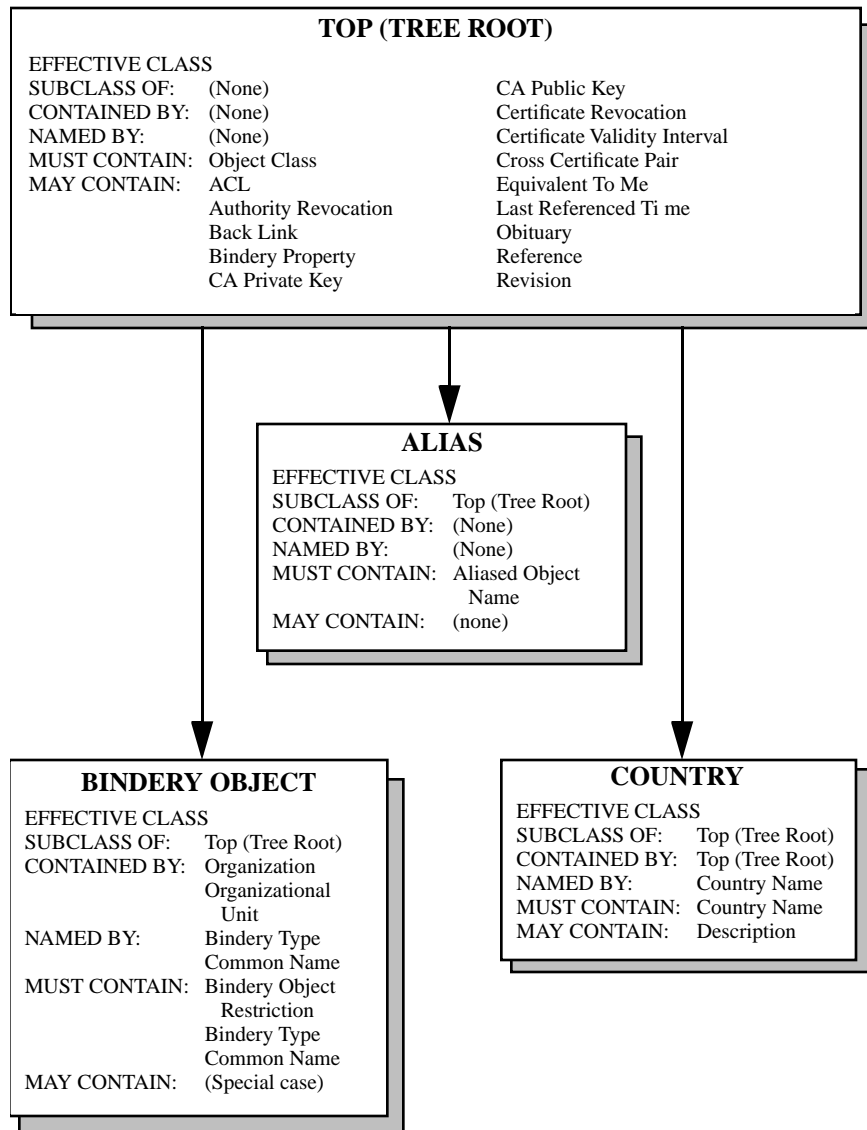 TOP (TREE ROOT)
EFFECTIVE CLASS
SUBCLASS OF: (None)
CONTAINED BY: (None)
NAMED BY: (None)
MUST CONTAIN: Object Class
MAY CONTAIN: ACL
Authority Revocation
Back Link
Bindery Property
CA Private Key
CA Public Key
Certificate Revocation
Certificate Validity Interval
Cross Certificate Pair
Equivalent To Me
Last Referenced Ti me
Obituary
Reference
Revision
ALIAS
EFFECTIVE CLASS
SUBCLASS OF: Top (Tree Root)
CONTAINED BY: (None)
NAMED BY: (None)
MUST CONTAIN: Aliased Object
Name
MAY CONTAIN: (none)
BINDERY OBJECT
EFFECTIVE CLASS
SUBCLASS OF: Top (Tree Root)
CONTAINED BY: Organization
Organizational
Unit
NAMED BY: Bindery Type
Common Name
MUST CONTAIN: Bindery Object
Restriction
Bindery Type
Common Name
MAY CONTAIN: (Special case)
COUNTRY
EFFECTIVE CLASS
SUBCLASS OF: Top (Tree Root)
CONTAINED BY: Top (Tree Root)
NAMED BY: Country Name
MUST CONTAIN: Country Name
MAY CONTAIN: Description